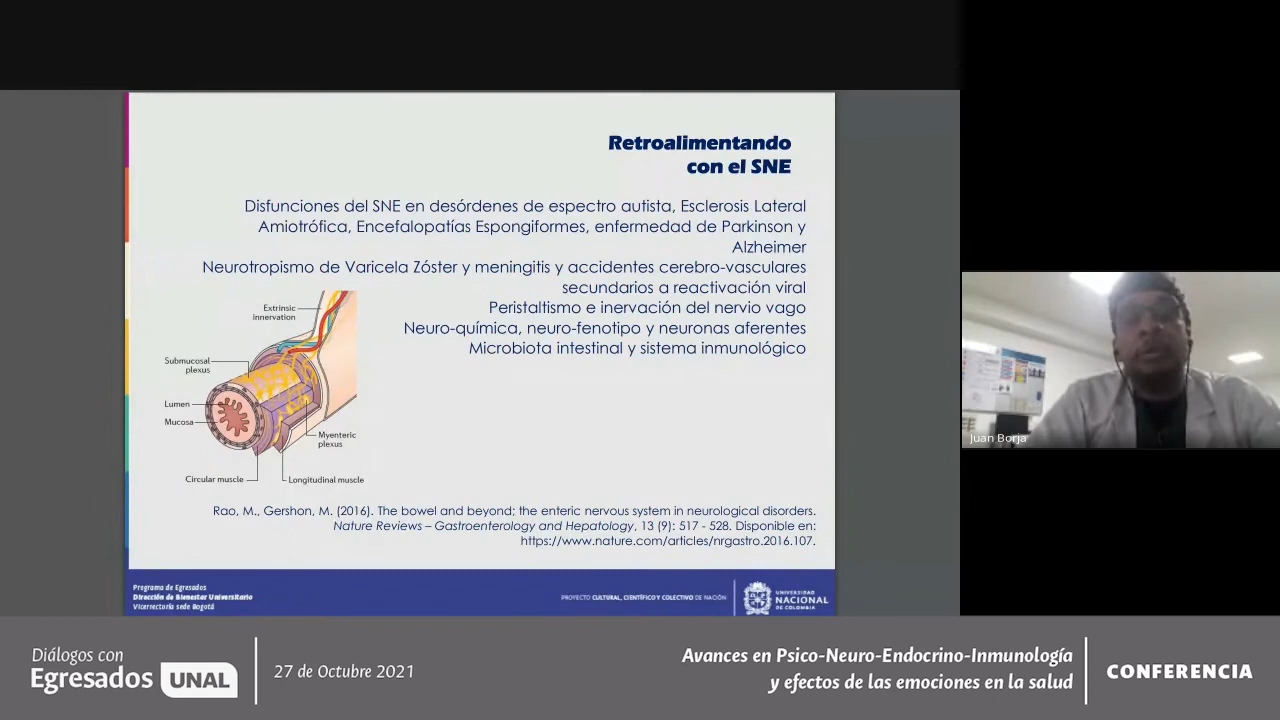 Retroalimentando
con el SNE
Disfunciones del SNE en desórdenes de espectro autista, Esclerosis Lateral
Amiotrófica, Encefalopatías Espongiformes, enfermedad de Parkinson y
Alzheimer
Neurotropismo de Varicela Zóster y meningitis y accidentes cerebro-vasculares
secundarios a reactivación viral
Peristaltismo e inervación del nervio vago
Neuro-química, neuro-fenotipo y neuronas aferentes
Microbiota intestinal y sistema inmunológico
Extrinsic
innervation
Submucosal
plexus
Lumen
Mucosa
Myenteric
plexus
Circular muscle
Longitudinal muscle
Rao, M., Gershon, M. (2016). The bowel and beyond; the enteric nervous system in neurological disorders.
Nature Reviews – Gastroenterology and Hepatology, 13 (9): 517 - 528. Disponible en:
https://www.nature.com/articles/nrgastro.2016.107.
Programa de Egresados
Dirección de Bienestar Universitario
Vicerrectoría sede Bogotá
PROYECTO CULTURAL, CIENTÍFICO Y COLECTIVO DE NACIÓN
UNIVERSIDAD
NACIONAL
DE COLOMBIA
Juan Borja
Diálogos con
Egresados UNAL
27 de Octubre 2021
Avances en Psico-Neuro-Endocrino-Inmunología
y efectos de las emociones en la salud
CONFERENCIA